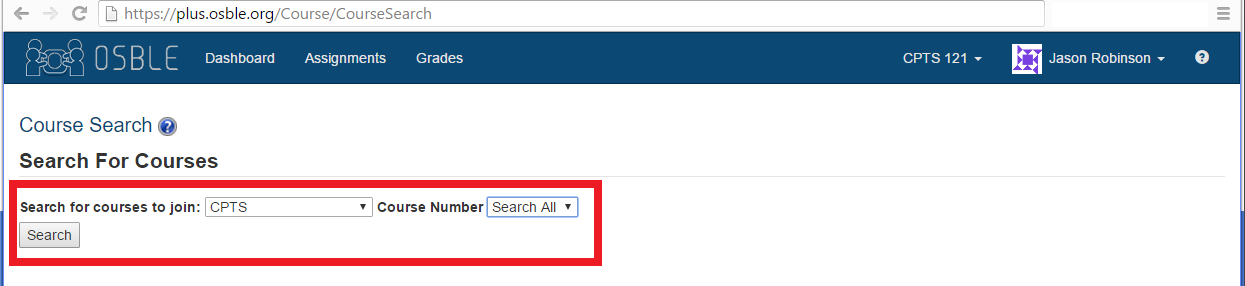 https://plus.osble.org/Course/CourseSearch
OSBLE Dashboard Assignments Grades CPTS 121 Jason Robinson ?
Course Search ?
Search For Courses
Search for courses to join: CPTS Course Number Search All
Search